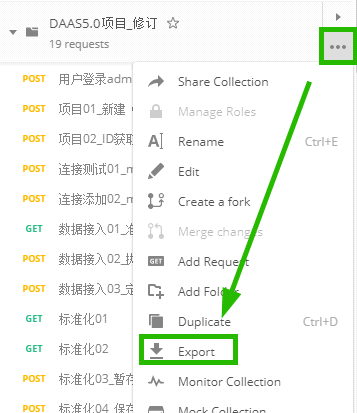 DAAS5.0项目_修订
19 requests
POST 用户登录adm
Share Collection
POST 项目01_新建
Manage Roles
POST 项目02_ID获取
Rename Ctrl+E
POST 连接测试01_m
Edit
POST 连接添加02_m
Create a fork
GET 数据接入01_准
Merge changes
POST 数据接入02_执
GET Add Request
POST 数据接入03_定
Add Folder
GET 标准化01
Duplicate Ctrl+D
GET 标准化02
Export
POST 标准化03_暂存
Monitor Collection
POST 标准化04_保存
Mock Collection